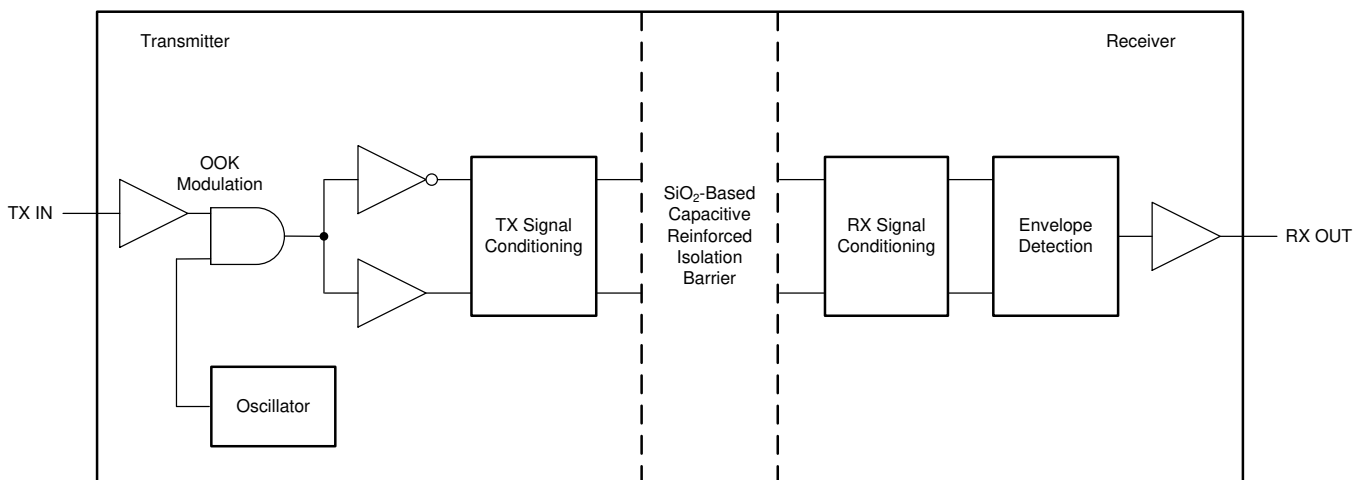 Transmitter
Receiver
OOK
Modulation
TX IN
TX Signal
Conditioning
SiO₂-Based
Capacitive
Reinforced
Isolation
Barrier
RX Signal
Conditioning
Envelope
Detection
RX OUT
Oscillator